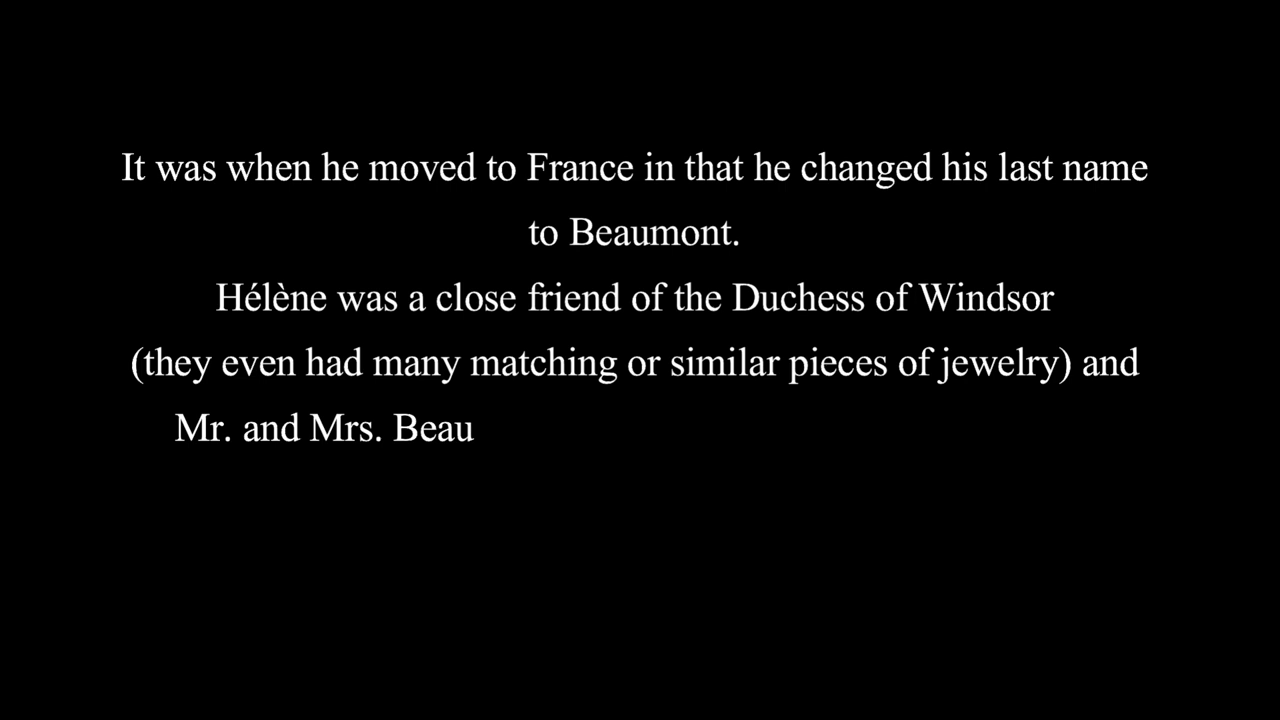 It was when he moved to France in that he changed his last name
to Beaumont.
Hélène was a close friend of the Duchess of Windsor
(they even had many matching or similar pieces of jewelry) and
Mr. and Mrs. Beau